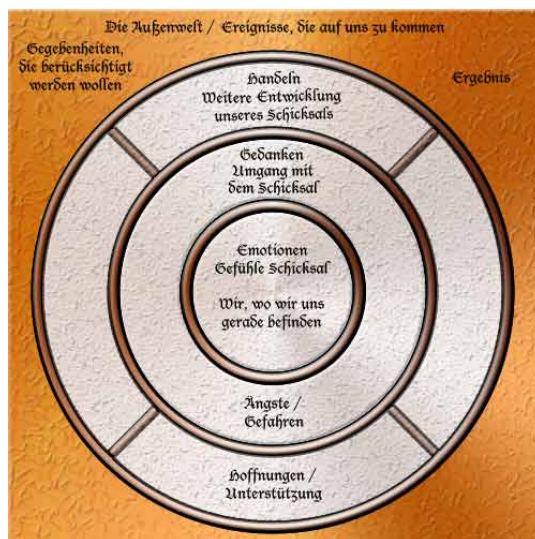 Die Außenwelt / Ereignisse, die auf uns zu kommen
Gegebenheiten,
die berücksichtigt
werden wollen
Ergebnis
Handeln
Weitere Entwicklung
unseres Schicksals
Gedanken
Umgang mit
dem Schicksal
Emotionen
Gefühle Schicksal
Wir, wo wir uns
gerade befinden
Ängste /
Gefahren
Hoffnungen /
Unterstützung